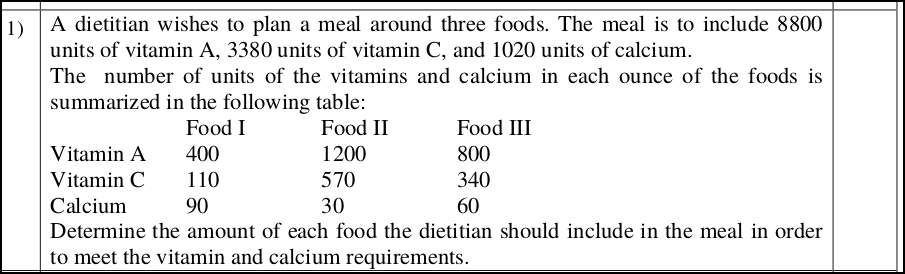 1)
A dietitian wishes to plan a meal around three foods. The meal is to include 8800
units of vitamin A, 3380 units of vitamin C, and 1020 units of calcium.
The number of units of the vitamins and calcium in each ounce of the foods is
summarized in the following table:
Food I Food II Food III
Vitamin A 400 1200 800
Vitamin C 110 570 340
Calcium 90 30 60
Determine the amount of each food the dietitian should include in the meal in order
to meet the vitamin and calcium requirements.